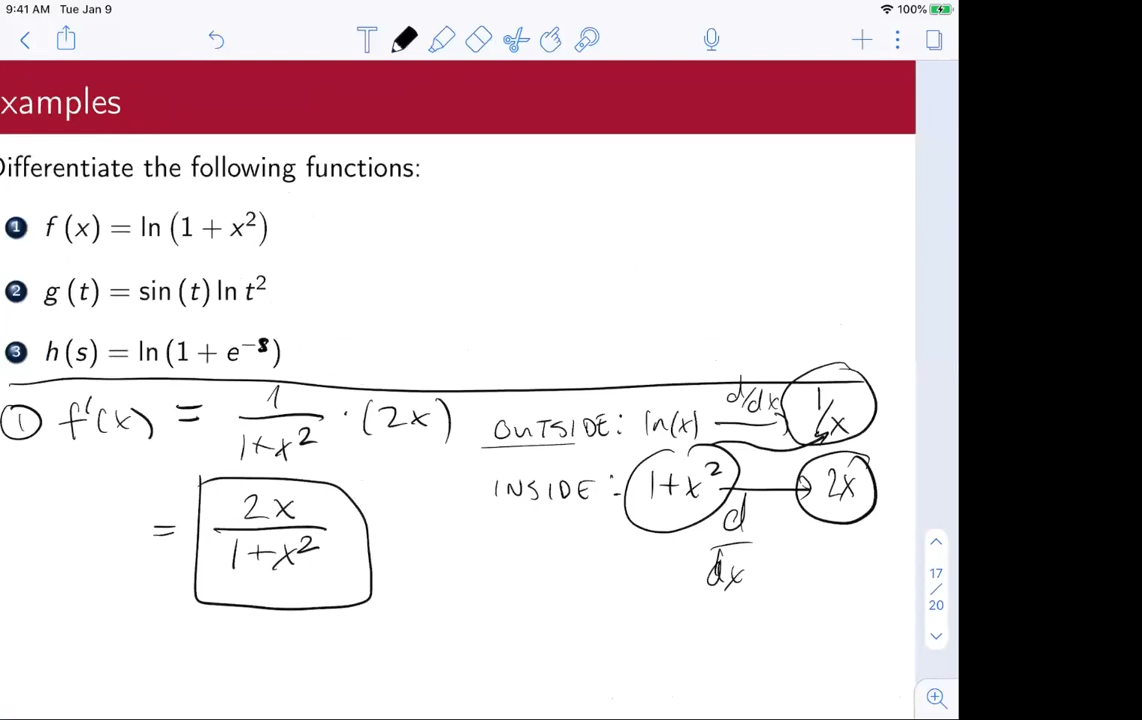 9:41 AM Tue Jan 9
100%
xamples
Differentiate the following functions:
1 f (x) = ln (1 + x²)
2 g (t) = sin (t) ln t²
3 h (s) = ln (1 + e⁻ˢ)
① f'(x) = 1/(1+x²) · (2x)
= 2x/(1+x²)
OUTSIDE: ln(x) d/dx 1/x
INSIDE: 1+x² d/dx 2x
17
/
20